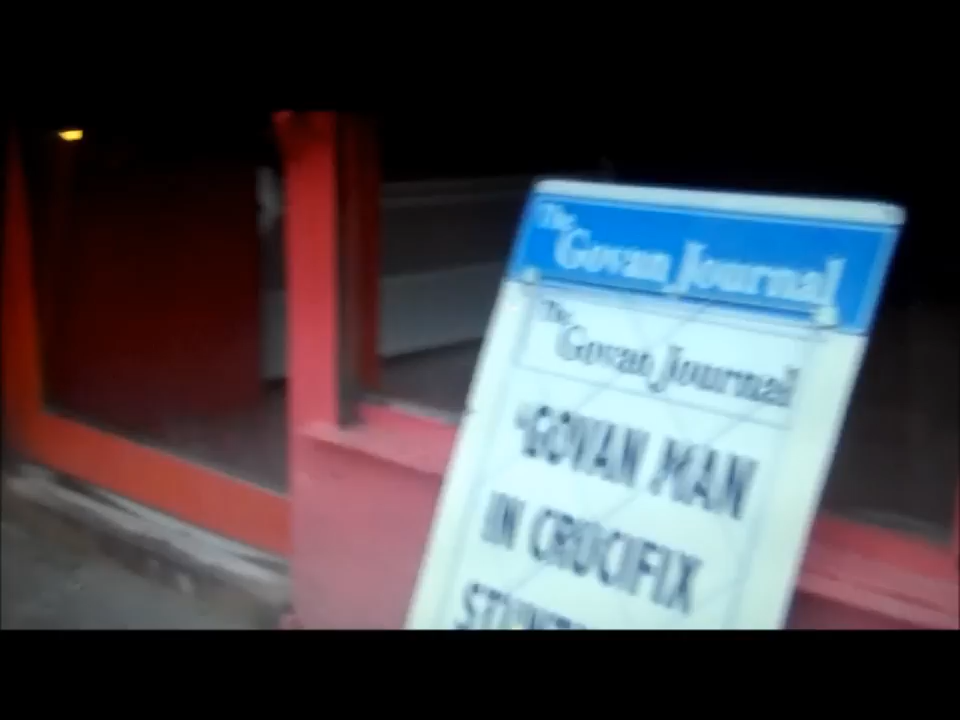 The
Govan Journal
The
Govan Journal
"GOVAN MAN
IN CRUCIFIX